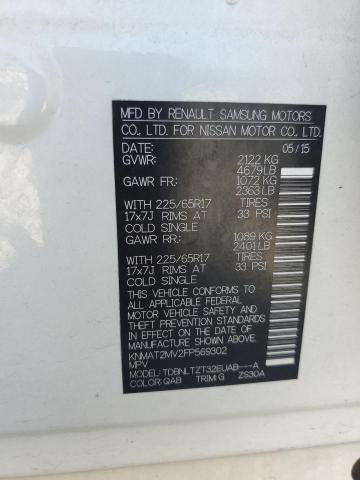 MFD BY RENAULT SAMSUNG MOTORS
CO., LTD. FOR NISSAN MOTOR CO., LTD.
DATE: 05/15
GVWR: 2122 KG
4679 LB
GAWR FR: 1072 KG
2363 LB
WITH 225/65R17 TIRES
17x7J RIMS AT 33 PSI
COLD SINGLE
GAWR RR: 1089 KG
2401 LB
WITH 225/65R17 TIRES
17x7J RIMS AT 33 PSI
COLD SINGLE
THIS VEHICLE CONFORMS TO
ALL APPLICABLE FEDERAL
MOTOR VEHICLE SAFETY
STANDARDS IN EFFECT ON
THE DATE OF MANUFACTURE
SHOWN ABOVE.
KNMAT2MV2FP569302
MPV
MODEL: TDBNLTZT32EUAB---A
COLOR: QAB TRIM: G ZS30A